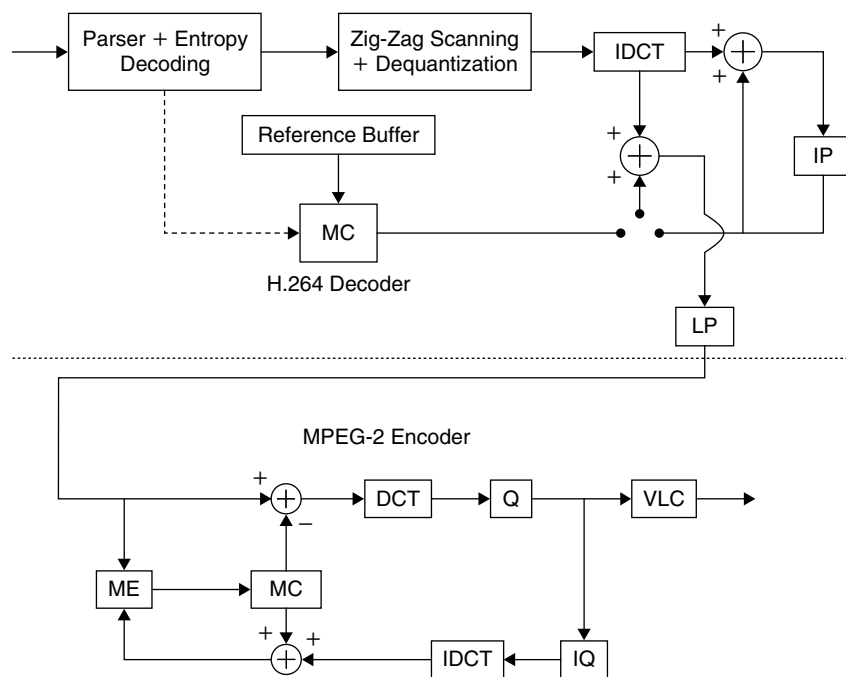 Parser + Entropy
Decoding
Zig-Zag Scanning
+ Dequantization
IDCT
+
+
+
IP
Reference Buffer
+
+
+
MC
H.264 Decoder
LP
MPEG-2 Encoder
+
+
−
DCT
Q
VLC
ME
MC
+
+
+
IDCT
IQ